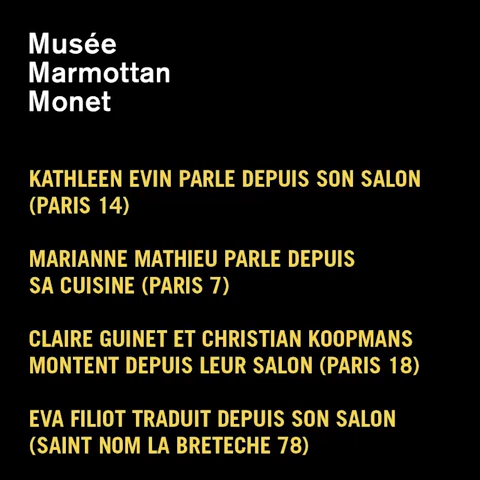 Musée
Marmottan
Monet
KATHLEEN EVIN PARLE DEPUIS SON SALON
(PARIS 14)
MARIANNE MATHIEU PARLE DEPUIS
SA CUISINE (PARIS 7)
CLAIRE GUINET ET CHRISTIAN KOOPMANS
MONTENT DEPUIS LEUR SALON (PARIS 18)
EVA FILIOT TRADUIT DEPUIS SON SALON
(SAINT NOM LA BRETECHE 78)